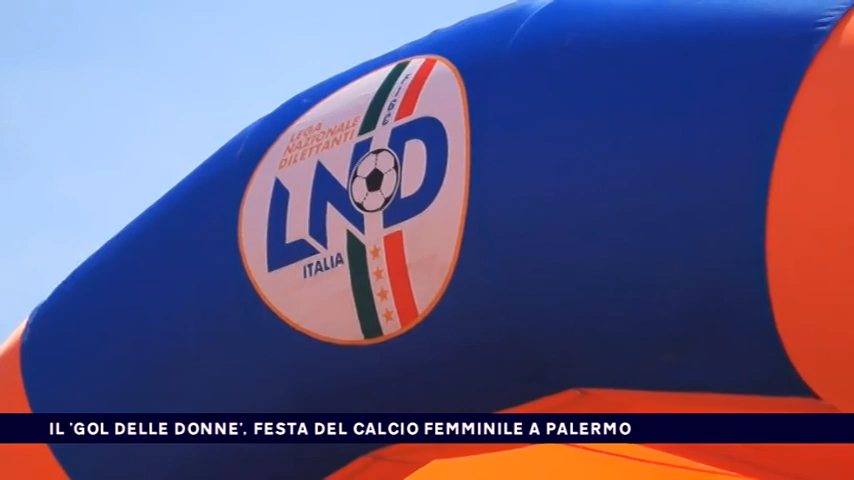 FIGC
LEGA
NAZIONALE
DILETTANTI
LND
ITALIA
IL 'GOL DELLE DONNE', FESTA DEL CALCIO FEMMINILE A PALERMO